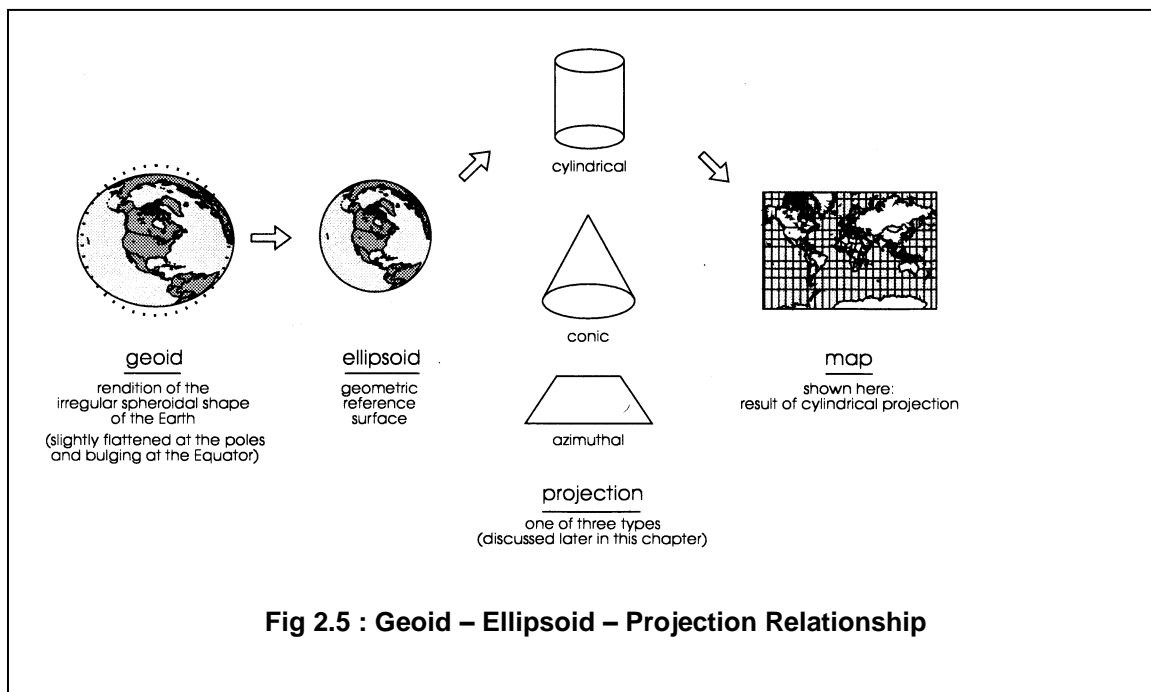 cylindrical
conic
azimuthal
geoid
rendition of the
irregular spheroidal shape
of the Earth
(slightly flattened at the poles
and bulging at the Equator)
ellipsoid
geometric
reference
surface
projection
one of three types
(discussed later in this chapter)
map
shown here:
result of cylindrical projection
Fig 2.5 : Geoid – Ellipsoid – Projection Relationship